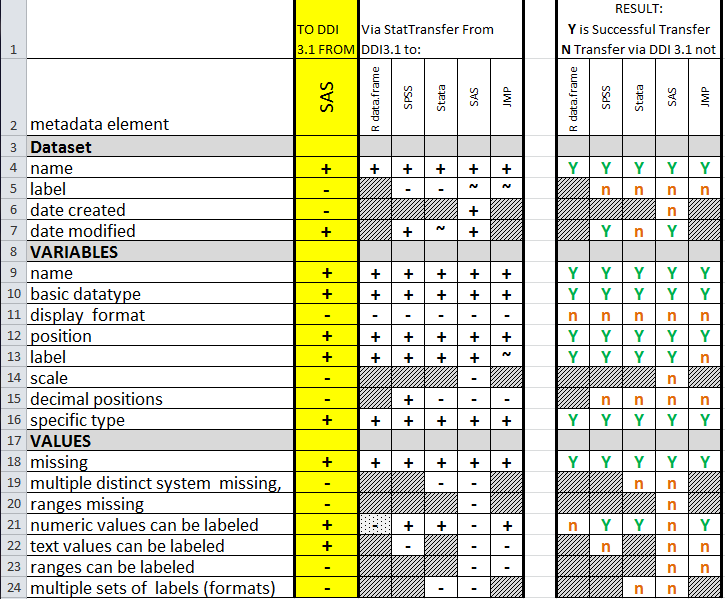 RESULT:
TO DDI Via StatTransfer From Y is Successful Transfer
1 3.1 FROM DDI3.1 to: N Transfer via DDI 3.1 not
2 metadata element SAS R data.frame SPSS Stata SAS JMP R data.frame SPSS Stata SAS JMP
3 Dataset
4 name + + + + + + Y Y Y Y Y
5 label - - - ~ ~ n n n n
6 date created - + n
7 date modified + + ~ + Y n Y
8 VARIABLES
9 name + + + + + + Y Y Y Y Y
10 basic datatype + + + + + + Y Y Y Y Y
11 display format - - - - - - n n n n n
12 position + + + + + + Y Y Y Y Y
13 label + + + + + ~ Y Y Y Y n
14 scale - - n
15 decimal positions - + - - - n n n n
16 specific type + + + + + + Y Y Y Y Y
17 VALUES
18 missing + + + + + + Y Y Y Y Y
19 multiple distinct system missing, - - - n n
20 ranges missing - - n
21 numeric values can be labeled + - + + - + n Y Y n Y
22 text values can be labeled + - - - n n n
23 ranges can be labeled - - - n n
24 multiple sets of labels (formats) - - - n n